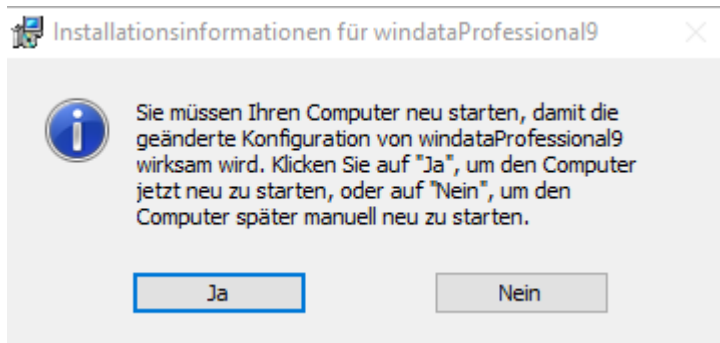 Installationsinformationen für windataProfessional9
Sie müssen Ihren Computer neu starten, damit die
geänderte Konfiguration von windataProfessional9
wirksam wird. Klicken Sie auf "Ja", um den Computer
jetzt neu zu starten, oder auf "Nein", um den
Computer später manuell neu zu starten.
Ja
Nein